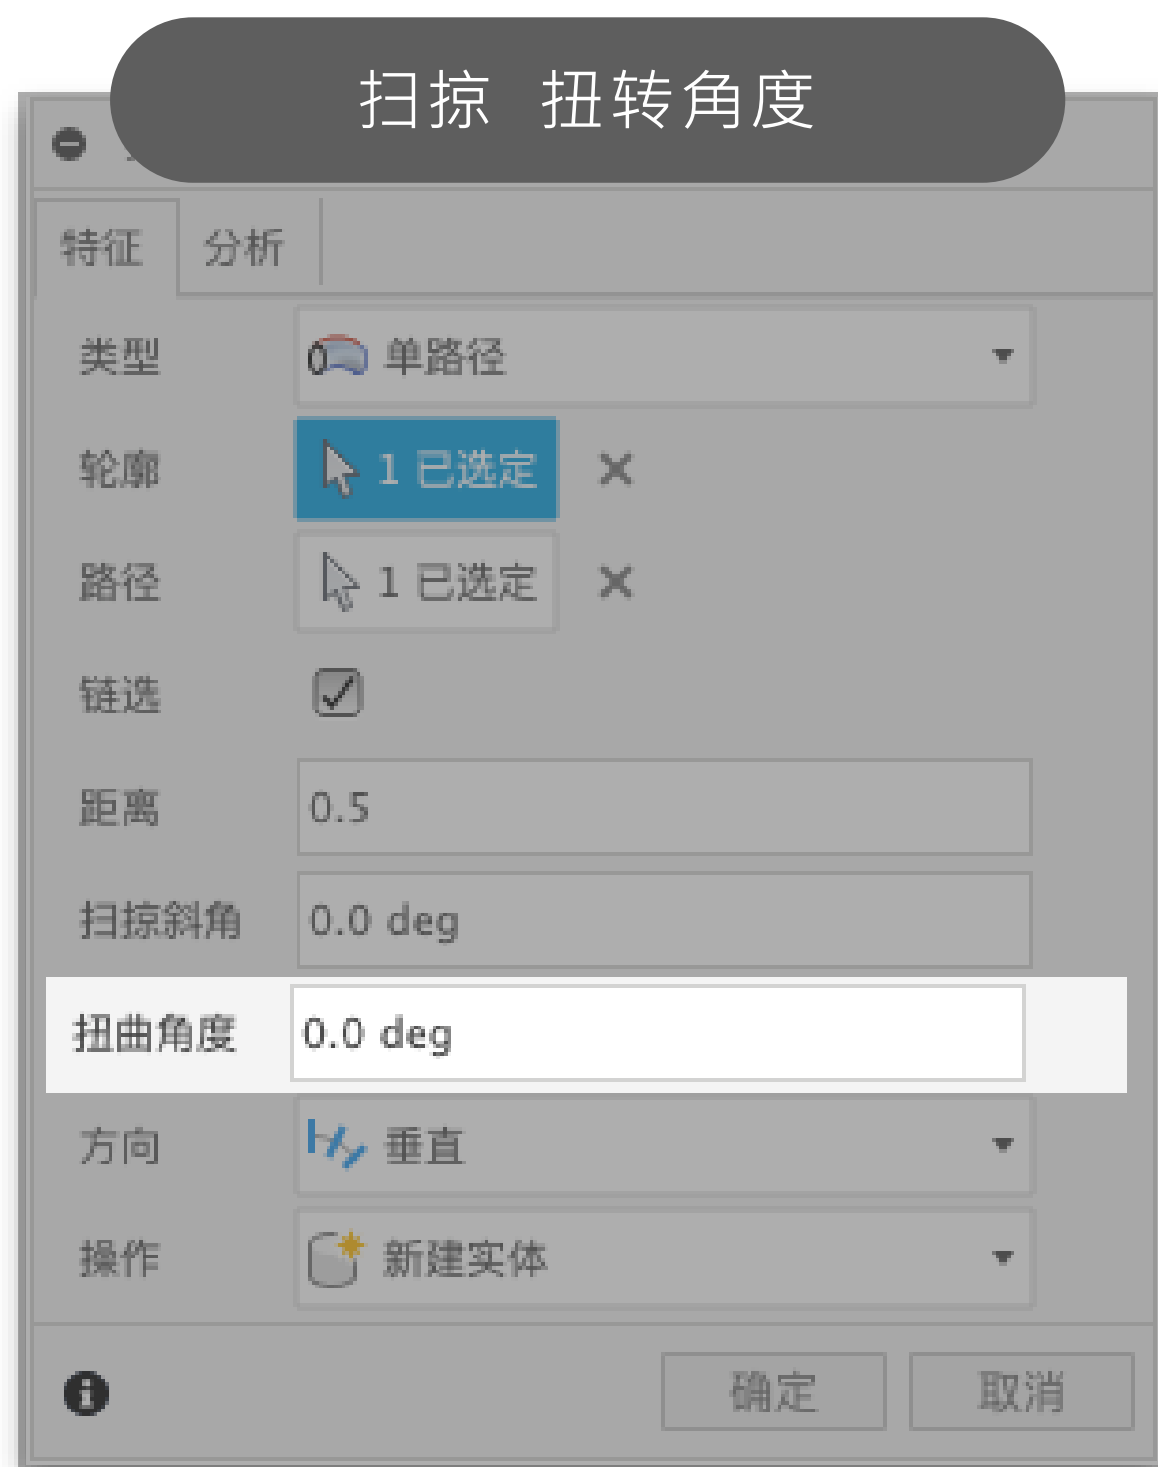 扫掠 扭转角度
特征 分析
类型 单路径
轮廓 1 已选定
路径 1 已选定
链选
距离 0.5
扫掠斜角 0.0 deg
扭曲角度 0.0 deg
方向 垂直
操作 新建实体
确定 取消